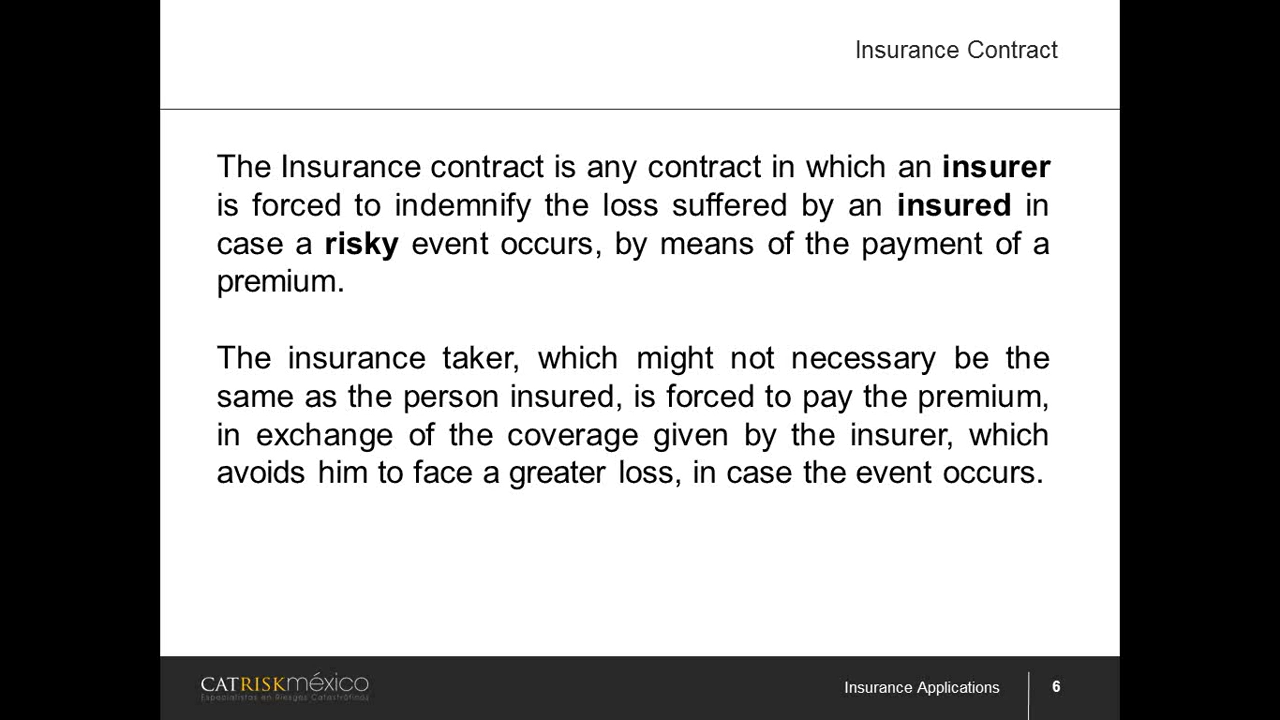 Insurance Contract
The Insurance contract is any contract in which an insurer
is forced to indemnify the loss suffered by an insured in
case a risky event occurs, by means of the payment of a
premium.
The insurance taker, which might not necessary be the
same as the person insured, is forced to pay the premium,
in exchange of the coverage given by the insurer, which
avoids him to face a greater loss, in case the event occurs.
CATRISKméxico
Especialistas en Riesgos Catastróficos
Insurance Applications
6